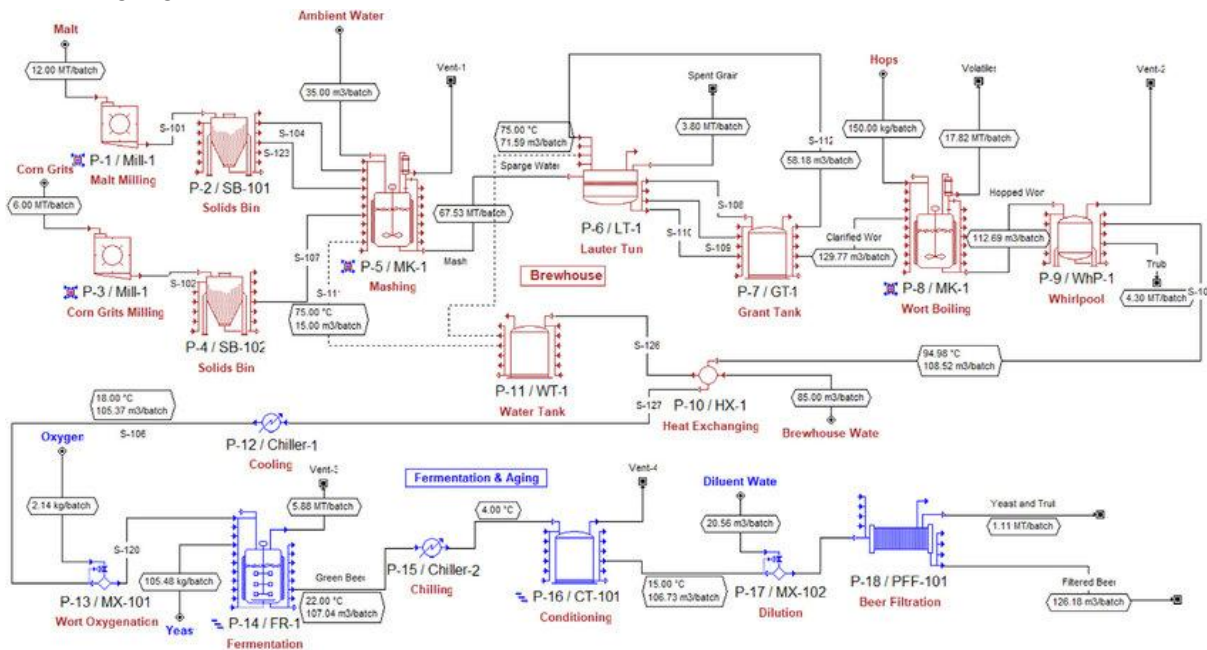 Malt
12.00 MT/batch
S-101
P-1 / Mill-1
Malt Milling
P-2 / SB-101
Solids Bin
S-104
S-123
Corn Grits
6.00 MT/batch
P-3 / Mill-1
Corn Grits Milling
S-102
P-4 / SB-102
Solids Bin
S-107
Ambient Water
35.00 m3/batch
Vent-1
P-5 / MK-1
Mashing
67.53 MT/batch
Mash
S-111
75.00 °C
15.00 m3/batch
75.00 °C
71.59 m3/batch
Sparge Water
Spent Grain
3.80 MT/batch
P-6 / LT-1
Lauter Tun
S-108
S-109
S-110
S-112
58.18 m3/batch
P-7 / GT-1
Grant Tank
Clarified Wor
129.77 m3/batch
Brewhouse
Hops
150.00 kg/batch
Volatiles
17.82 MT/batch
P-8 / MK-1
Wort Boiling
Hopped Wor
112.69 m3/batch
Vent-2
P-9 / WhP-1
Whirlpool
Trub
4.30 MT/batch
S-10
P-11 / WT-1
Water Tank
S-126
S-127
P-10 / HX-1
Heat Exchanging
94.98 °C
108.52 m3/batch
85.00 m3/batch
Brewhouse Wate
18.00 °C
105.37 m3/batch
S-106
P-12 / Chiller-1
Cooling
Oxygen
2.14 kg/batch
S-120
P-13 / MX-101
Wort Oxygenation
105.48 kg/batch
Yeas
Vent-3
5.88 MT/batch
P-14 / FR-1
Fermentation
Green Beer
22.00 °C
107.04 m3/batch
Fermentation & Aging
P-15 / Chiller-2
Chilling
4.00 °C
Vent-4
P-16 / CT-101
Conditioning
15.00 °C
106.73 m3/batch
Diluent Wate
20.56 m3/batch
P-17 / MX-102
Dilution
P-18 / PFF-101
Beer Filtration
Yeast and Trul
1.11 MT/batch
Filtered Beer
126.18 m3/batch